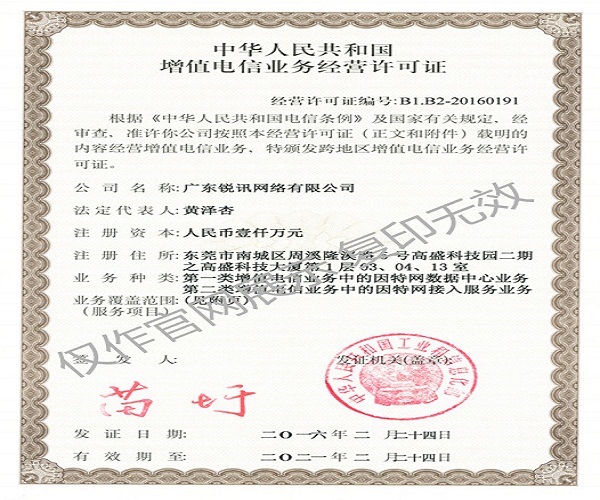 中华人民共和国
增值电信业务经营许可证
经营许可证编号:B1.B2-20160191
根据《中华人民共和国电信条例》及国家有关规定、经
审查、准许你公司按照本经营许可证（正文和附件）载明的
内容经营增值电信业务、特颁发跨地区增值电信业务经营许
可证。
公司名称:广东锐讯网络有限公司
法定代表人:黄泽杏
注册资本:人民币壹仟万元
注册住所:东莞市南城区周溪隆溪路5号高盛科技园二期
之高盛科技大厦第1层03、04、13室
业务种类:第一类增值电信业务中的因特网数据中心业务
第二类增值电信业务中的因特网接入服务业务
业务覆盖范围:(见附页)
（服务项目）
签发人:
发证机关(盖章):
苗圩
中华人民共和国工业和信息化部
发证日期:二〇一六年二月二十四日
有效期至:二〇二一年二月二十四日
仅作官网展示 复印无效